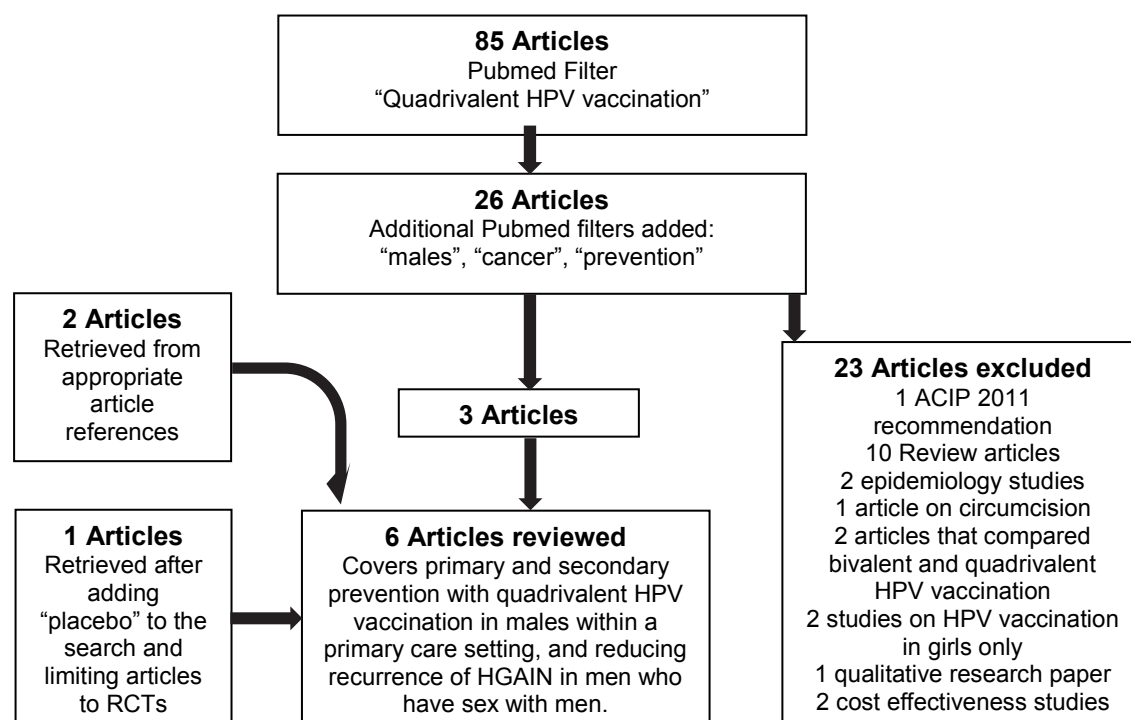 85 Articles
Pubmed Filter
“Quadrivalent HPV vaccination”
26 Articles
Additional Pubmed filters added:
“males”, “cancer”, “prevention”
2 Articles
Retrieved from
appropriate
article
references
3 Articles
23 Articles excluded
1 ACIP 2011
recommendation
10 Review articles
2 epidemiology studies
1 article on circumcision
2 articles that compared
bivalent and quadrivalent
HPV vaccination
2 studies on HPV vaccination
in girls only
1 qualitative research paper
2 cost effectiveness studies
1 Articles
Retrieved after
adding
“placebo” to the
search and
limiting articles
to RCTs
6 Articles reviewed
Covers primary and secondary
prevention with quadrivalent HPV
vaccination in males within a
primary care setting, and reducing
recurrence of HGAIN in men who
have sex with men.